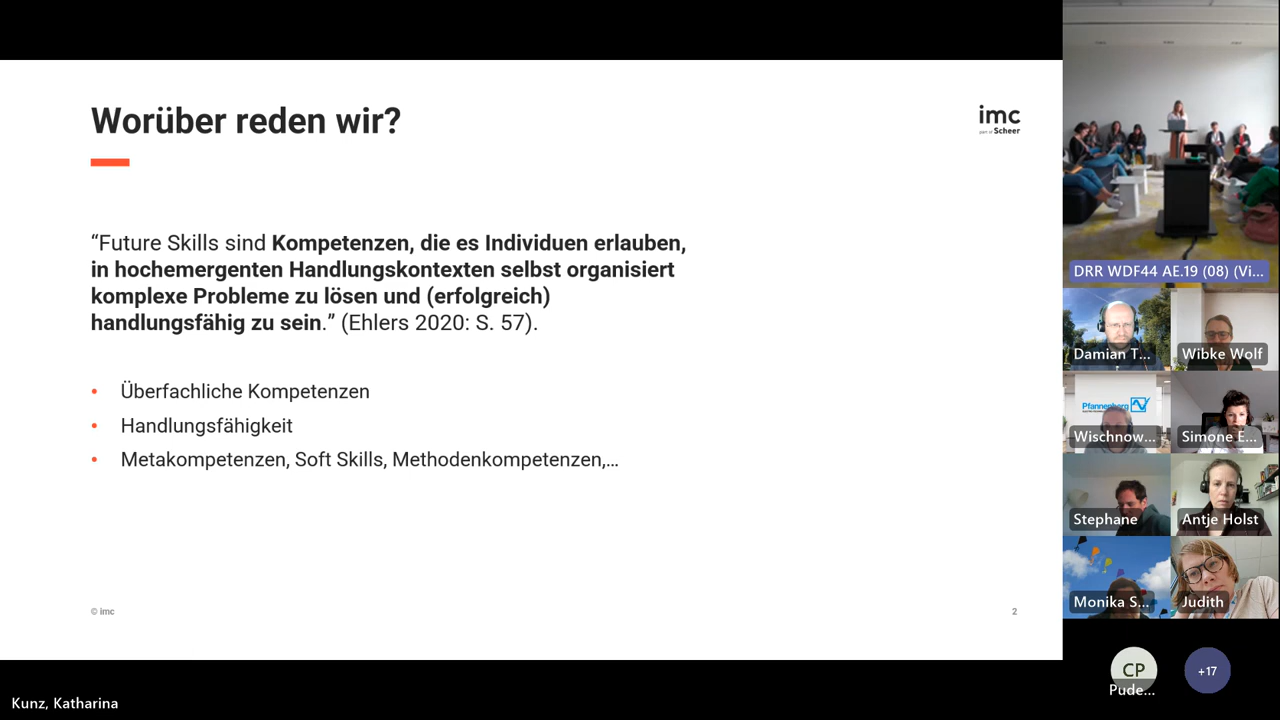 Worüber reden wir?
imc
part of Scheer
“Future Skills sind Kompetenzen, die es Individuen erlauben,
in hochemergenten Handlungskontexten selbst organisiert
komplexe Probleme zu lösen und (erfolgreich)
handlungsfähig zu sein.” (Ehlers 2020: S. 57).
• Überfachliche Kompetenzen
• Handlungsfähigkeit
• Metakompetenzen, Soft Skills, Methodenkompetenzen,…
© imc
2
DRR WDF44 AE.19 (08) (Vi...
Damian T...
Wibke Wolf
Pfannenberg
Wischnow...
Simone E...
Stephane
Antje Holst
Monika S...
Judith
CP
Pude...
+17
Kunz, Katharina